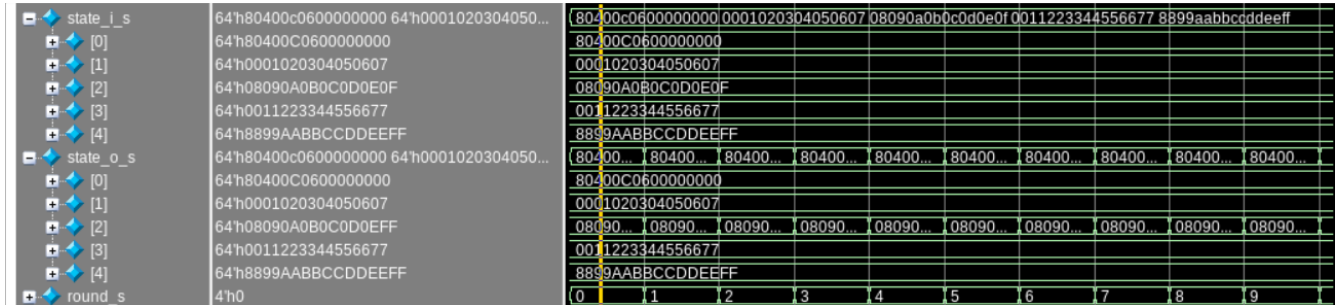 state_i_s 64'h80400c0600000000 64'h0001020304050... 80400c0600000000 0001020304050607 08090a0b0c0d0e0f 0011223344556677 8899aabbccddeeff
[0] 64'h80400C0600000000 80400C0600000000
[1] 64'h0001020304050607 0001020304050607
[2] 64'h08090A0B0C0D0E0F 08090A0B0C0D0E0F
[3] 64'h0011223344556677 0011223344556677
[4] 64'h8899AABBCCDDEEFF 8899AABBCCDDEEFF
state_o_s 64'h80400c0600000000 64'h0001020304050... 80400... 80400... 80400... 80400... 80400... 80400... 80400... 80400... 80400... 80400...
[0] 64'h80400C0600000000 80400C0600000000
[1] 64'h0001020304050607 0001020304050607
[2] 64'h08090A0B0C0D0EFF 08090... 08090... 08090... 08090... 08090... 08090... 08090... 08090... 08090... 08090...
[3] 64'h0011223344556677 0011223344556677
[4] 64'h8899AABBCCDDEEFF 8899AABBCCDDEEFF
round_s 4'h0 0 1 2 3 4 5 6 7 8 9